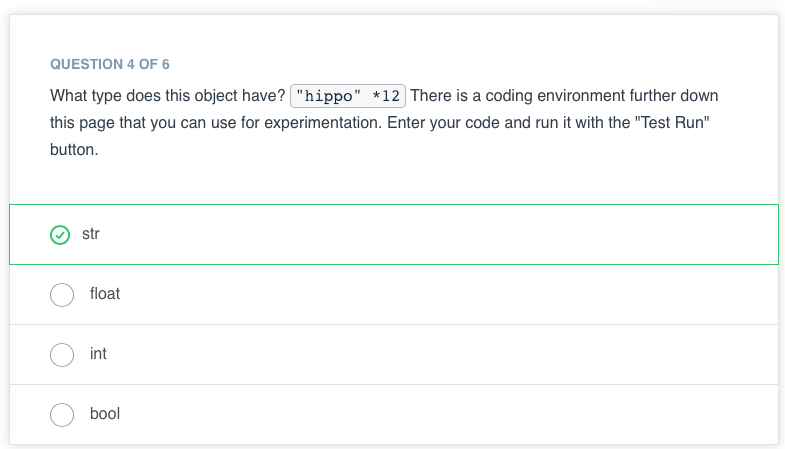 QUESTION 4 OF 6
What type does this object have? "hippo" *12 There is a coding environment further down
this page that you can use for experimentation. Enter your code and run it with the "Test Run"
button.
str
float
int
bool